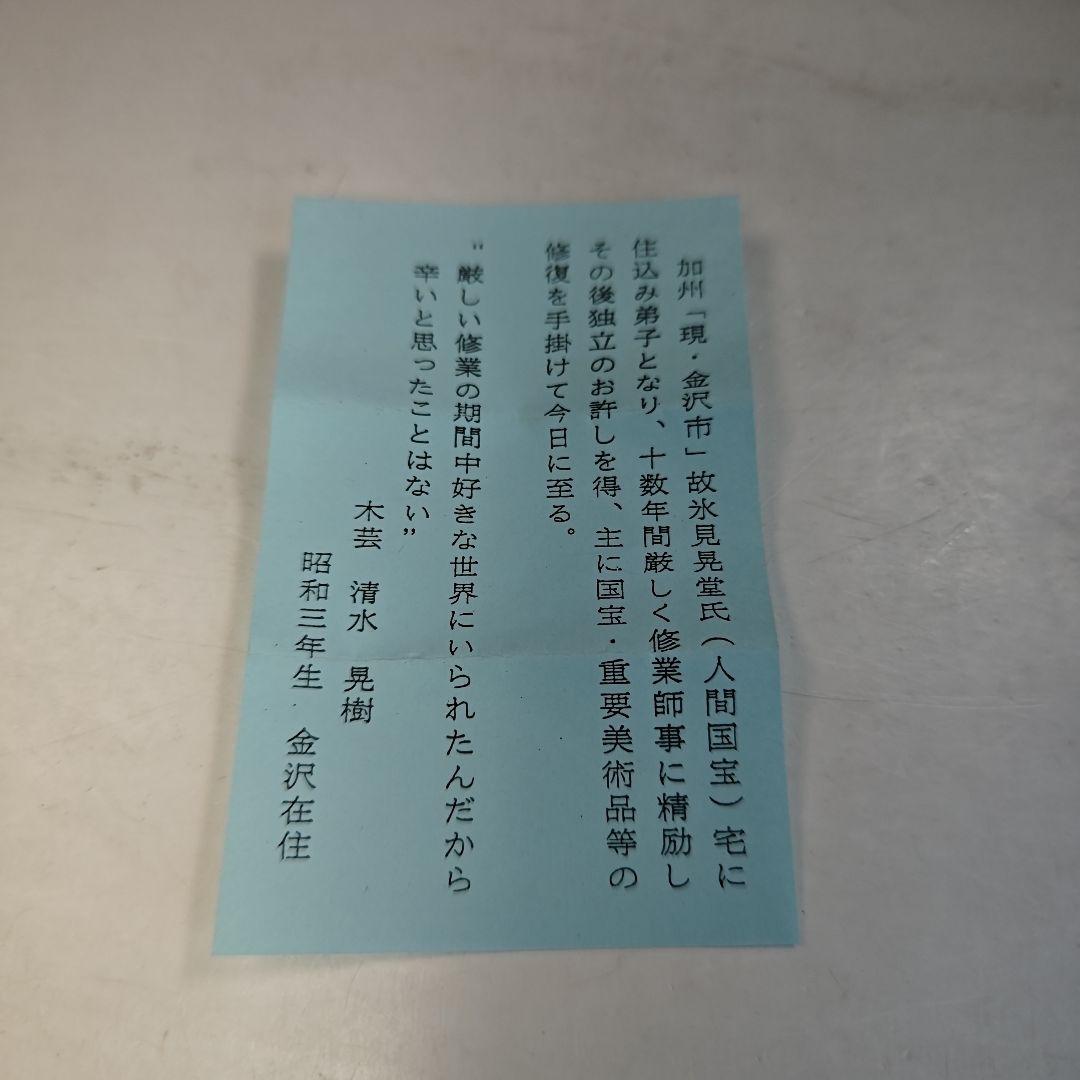 加州「現・金沢市」故氷見晃堂氏(人間国宝)宅に
住込み弟子となり、十数年間厳しく修業師事に精励し
その後独立のお許しを得、主に国宝・重要美術品等の
修復を手掛けて今日に至る。
"厳しい修業の期間中好きな世界にいられたんだから
辛いと思ったことはない"
木芸 清水 晃樹
昭和三年生 金沢在住